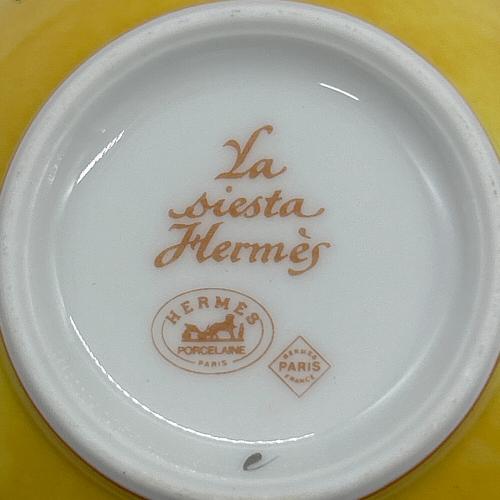 La
siesta
Hermès
HERMES
PORCELAINE
PARIS
HERMES
PARIS
FRANCE